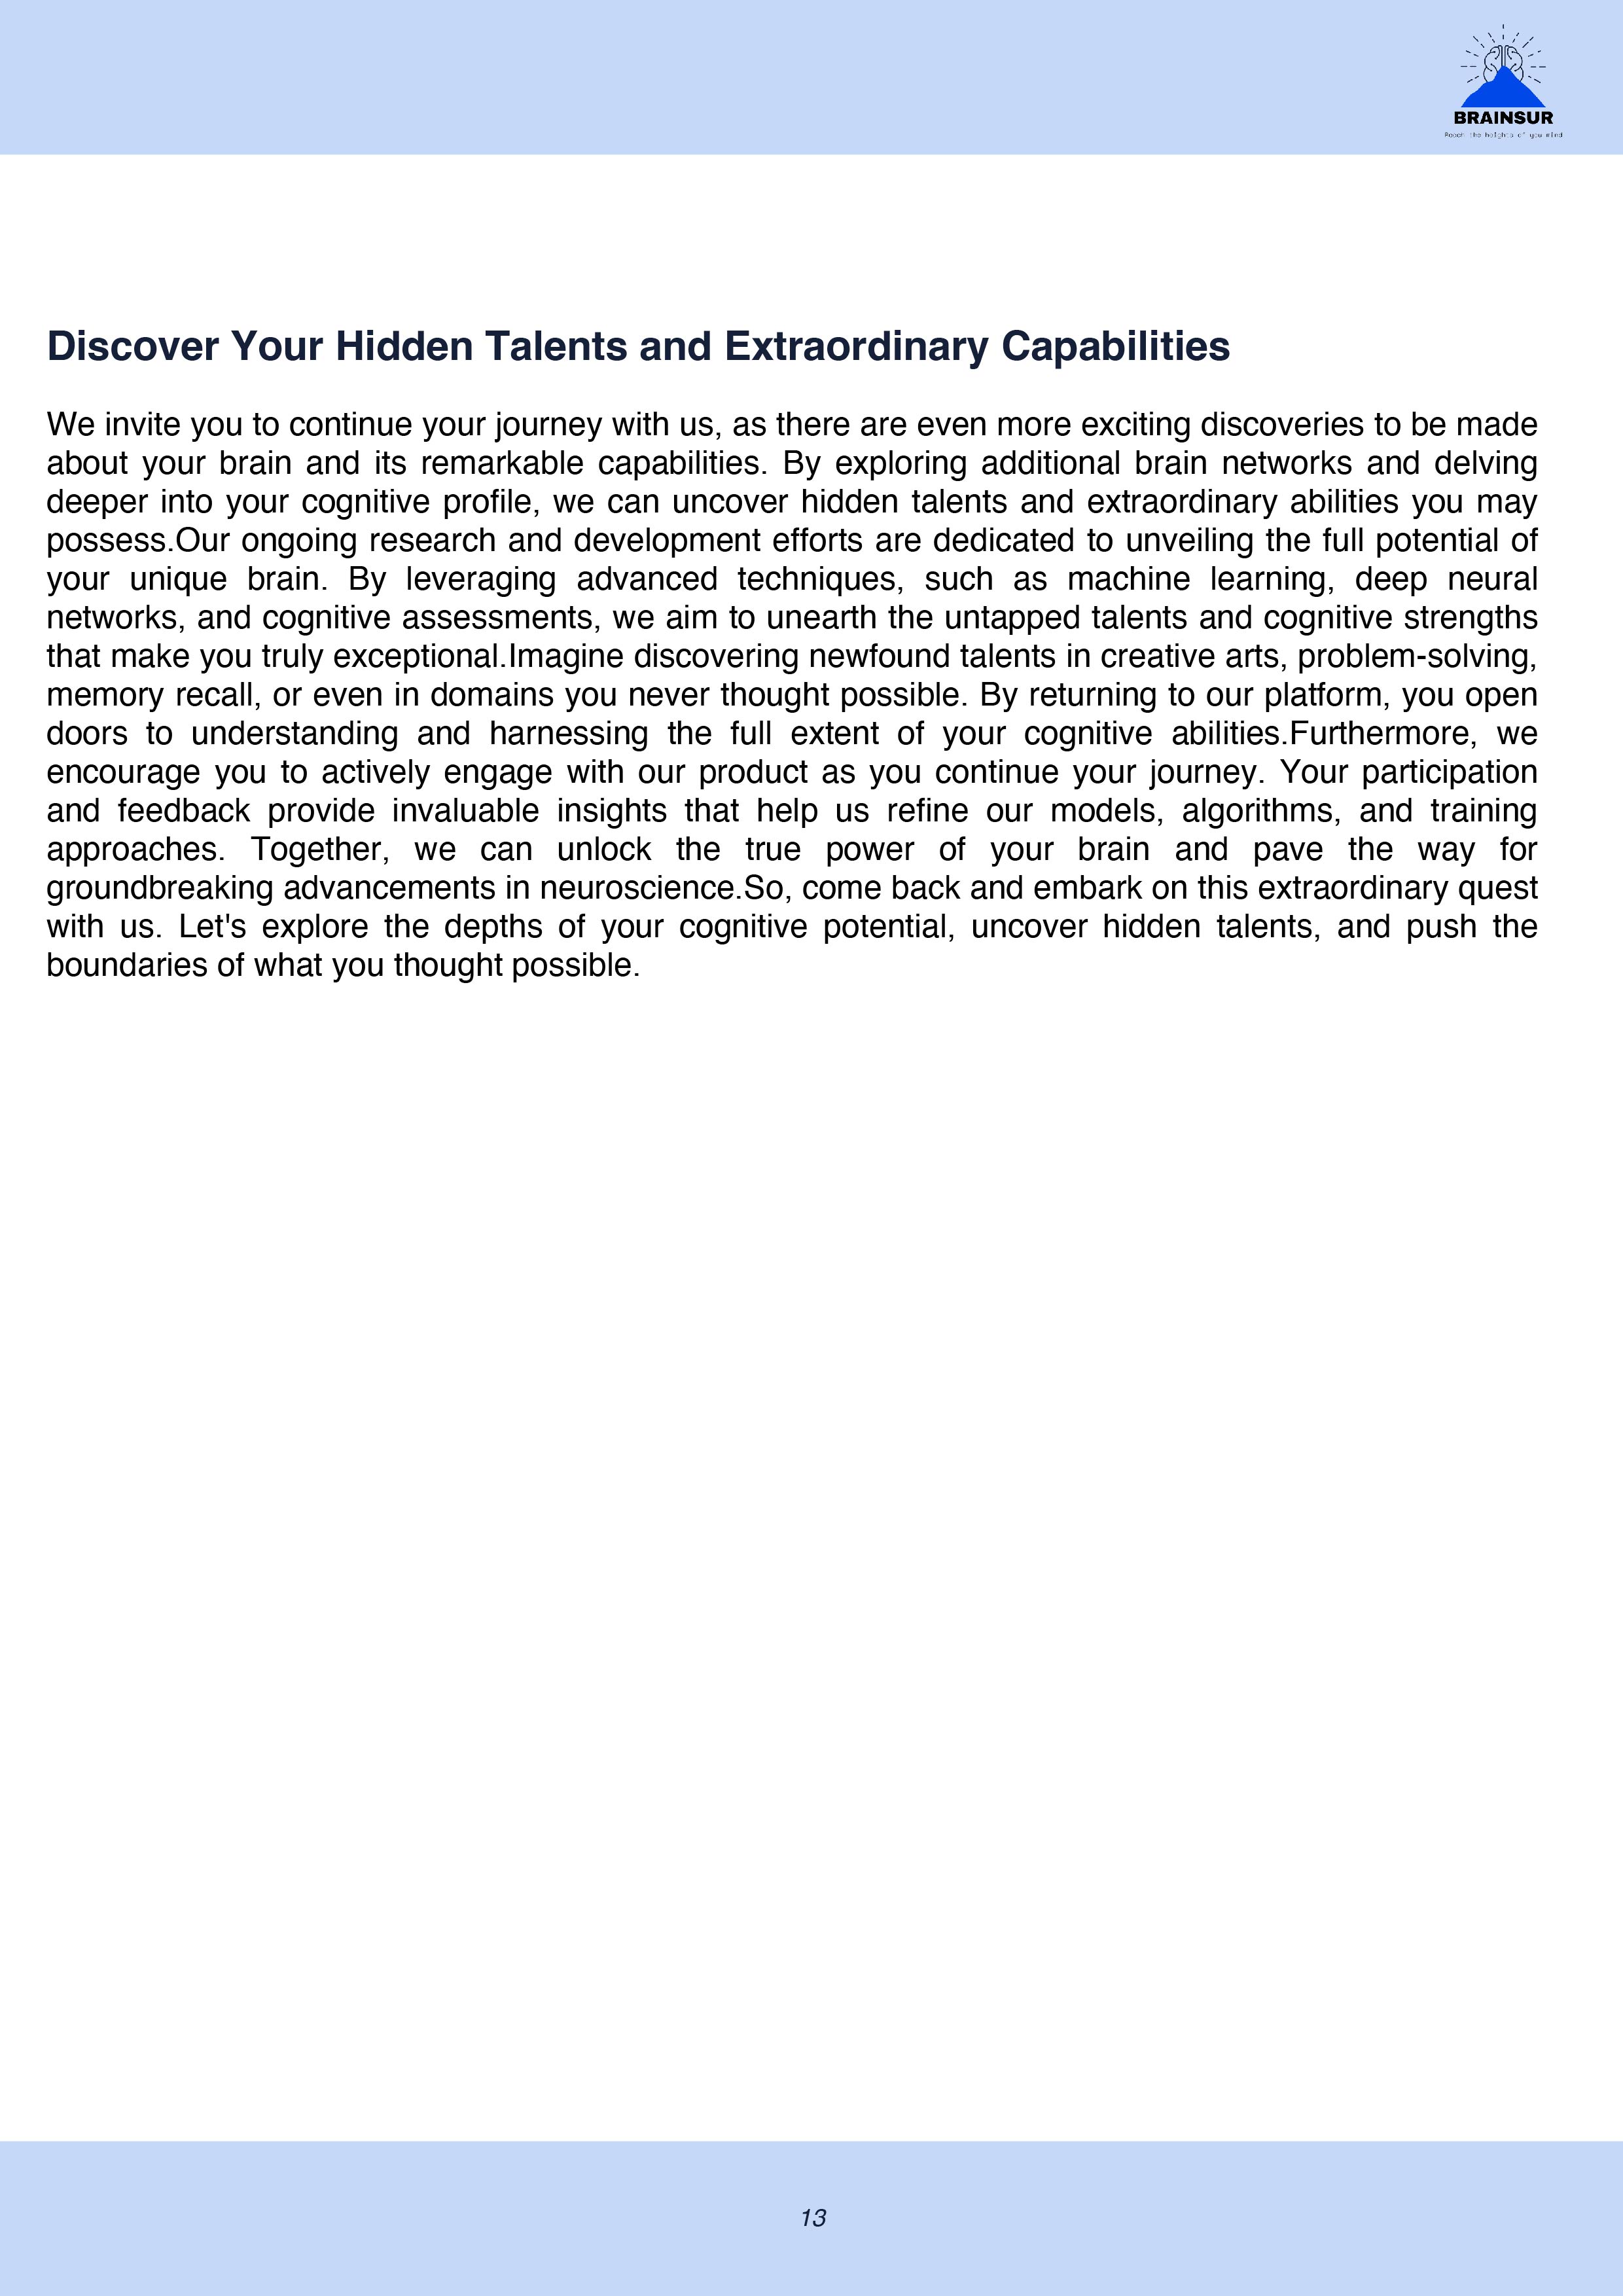 BRAINSUR
Reach the heights of you mind
Discover Your Hidden Talents and Extraordinary Capabilities
We invite you to continue your journey with us, as there are even more exciting discoveries to be made
about your brain and its remarkable capabilities. By exploring additional brain networks and delving
deeper into your cognitive profile, we can uncover hidden talents and extraordinary abilities you may
possess.Our ongoing research and development efforts are dedicated to unveiling the full potential of
your unique brain. By leveraging advanced techniques, such as machine learning, deep neural
networks, and cognitive assessments, we aim to unearth the untapped talents and cognitive strengths
that make you truly exceptional.Imagine discovering newfound talents in creative arts, problem-solving,
memory recall, or even in domains you never thought possible. By returning to our platform, you open
doors to understanding and harnessing the full extent of your cognitive abilities.Furthermore, we
encourage you to actively engage with our product as you continue your journey. Your participation
and feedback provide invaluable insights that help us refine our models, algorithms, and training
approaches. Together, we can unlock the true power of your brain and pave the way for
groundbreaking advancements in neuroscience.So, come back and embark on this extraordinary quest
with us. Let's explore the depths of your cognitive potential, uncover hidden talents, and push the
boundaries of what you thought possible.
13